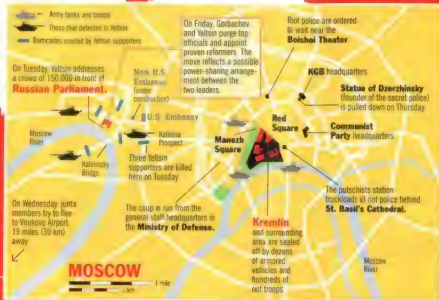 Army tanks and troops
Those that defected to Yeltsin
Barricades erected by Yeltsin supporters
On Tuesday, Yeltsin addresses
a crowd of 150,000 in front of
Russian Parliament.
New U.S.
Embassy
(under
construction)
On Friday, Gorbachev
and Yeltsin purge top
officials and appoint
proven reformers. The
move reflects a possible
power-sharing arrange-
ment between the
two leaders.
Riot police are ordered
to wait near the
Bolshoi Theater
KGB headquarters
Statue of Dzerzhinsky
(founder of the secret police)
is pulled down on Thursday.
U.S. Embassy
Moscow
River
Kalinina
Prospect
Kalininsky
Bridge
Three Yeltsin
supporters are killed
here on Tuesday
Manezh
Square
Red
Square
Communist
Party headquarters
On Wednesday junta
members try to flee
to Vnukovo Airport,
19 miles (30 km)
away
The coup is run from the
general staff headquarters in
the Ministry of Defense.
The putschists station
truckloads of riot police behind
St. Basil's Cathedral.
Kremlin
and surrounding
area are sealed
off by dozens
of armored
vehicles and
hundreds of
riot troops
Moscow
River
MOSCOW
1 mile
km